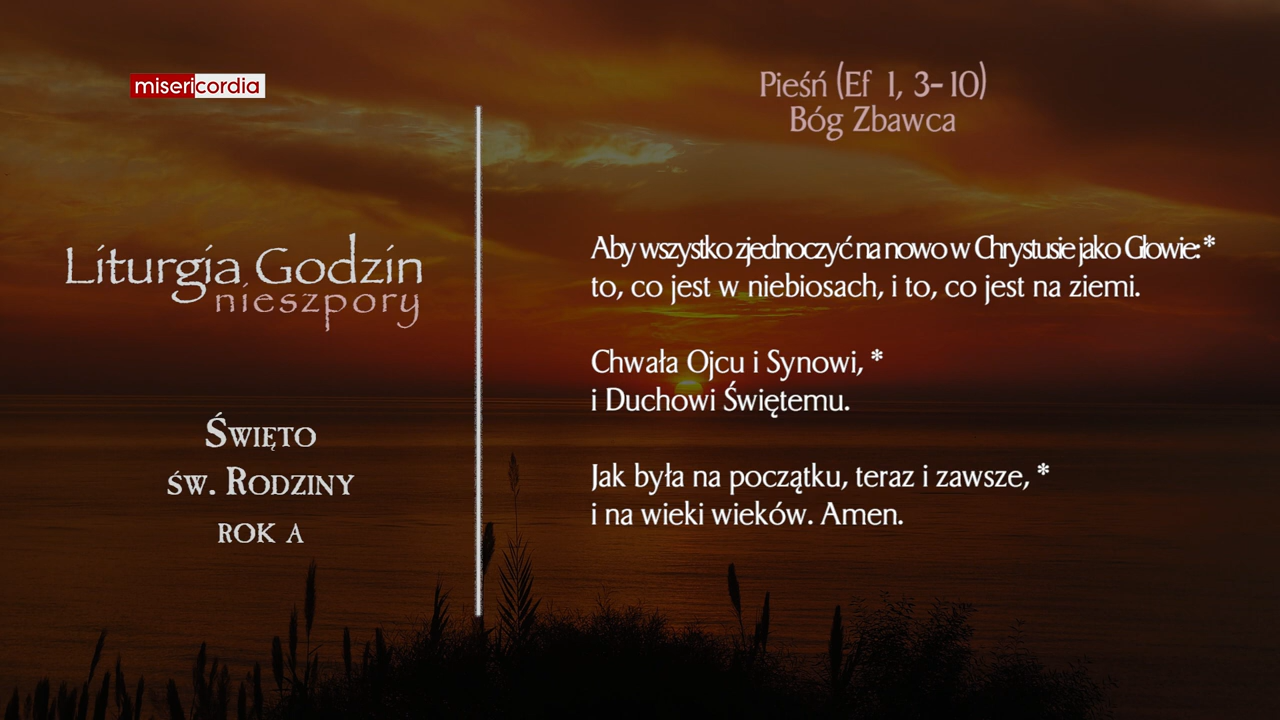 misericordia
Liturgia Godzin
nieszpory
Święto
św. Rodziny
rok A
Pieśń (Ef 1, 3-10)
Bóg Zbawca
Aby wszystko zjednoczyć na nowo w Chrystusie jako Głowie: *
to, co jest w niebiosach, i to, co jest na ziemi.
Chwała Ojcu i Synowi, *
i Duchowi Świętemu.
Jak była na początku, teraz i zawsze, *
i na wieki wieków. Amen.